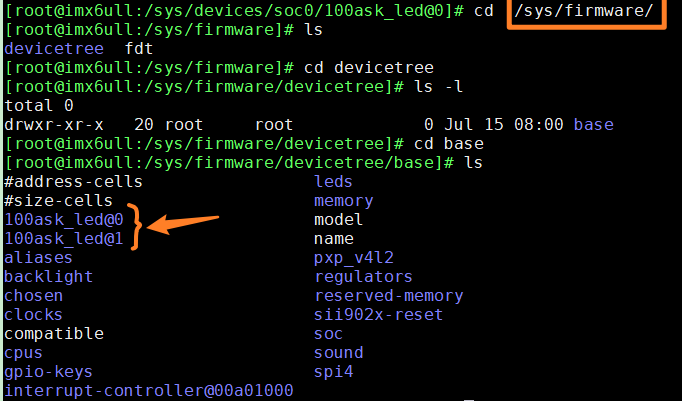 [root@imx6ull:/sys/devices/soc0/100ask_led@0]# cd /sys/firmware/
[root@imx6ull:/sys/firmware]# ls
devicetree  fdt
[root@imx6ull:/sys/firmware]# cd devicetree
[root@imx6ull:/sys/firmware/devicetree]# ls -l
total 0
drwxr-xr-x   20 root     root             0 Jul 15 08:00 base
[root@imx6ull:/sys/firmware/devicetree]# cd base
[root@imx6ull:/sys/firmware/devicetree/base]# ls
#address-cells                 leds
#size-cells                    memory
100ask_led@0                   model
100ask_led@1                   name
aliases                        pxp_v4l2
backlight                      regulators
chosen                         reserved-memory
clocks                         sii902x-reset
compatible                     soc
cpus                           sound
gpio-keys                      spi4
interrupt-controller@00a01000